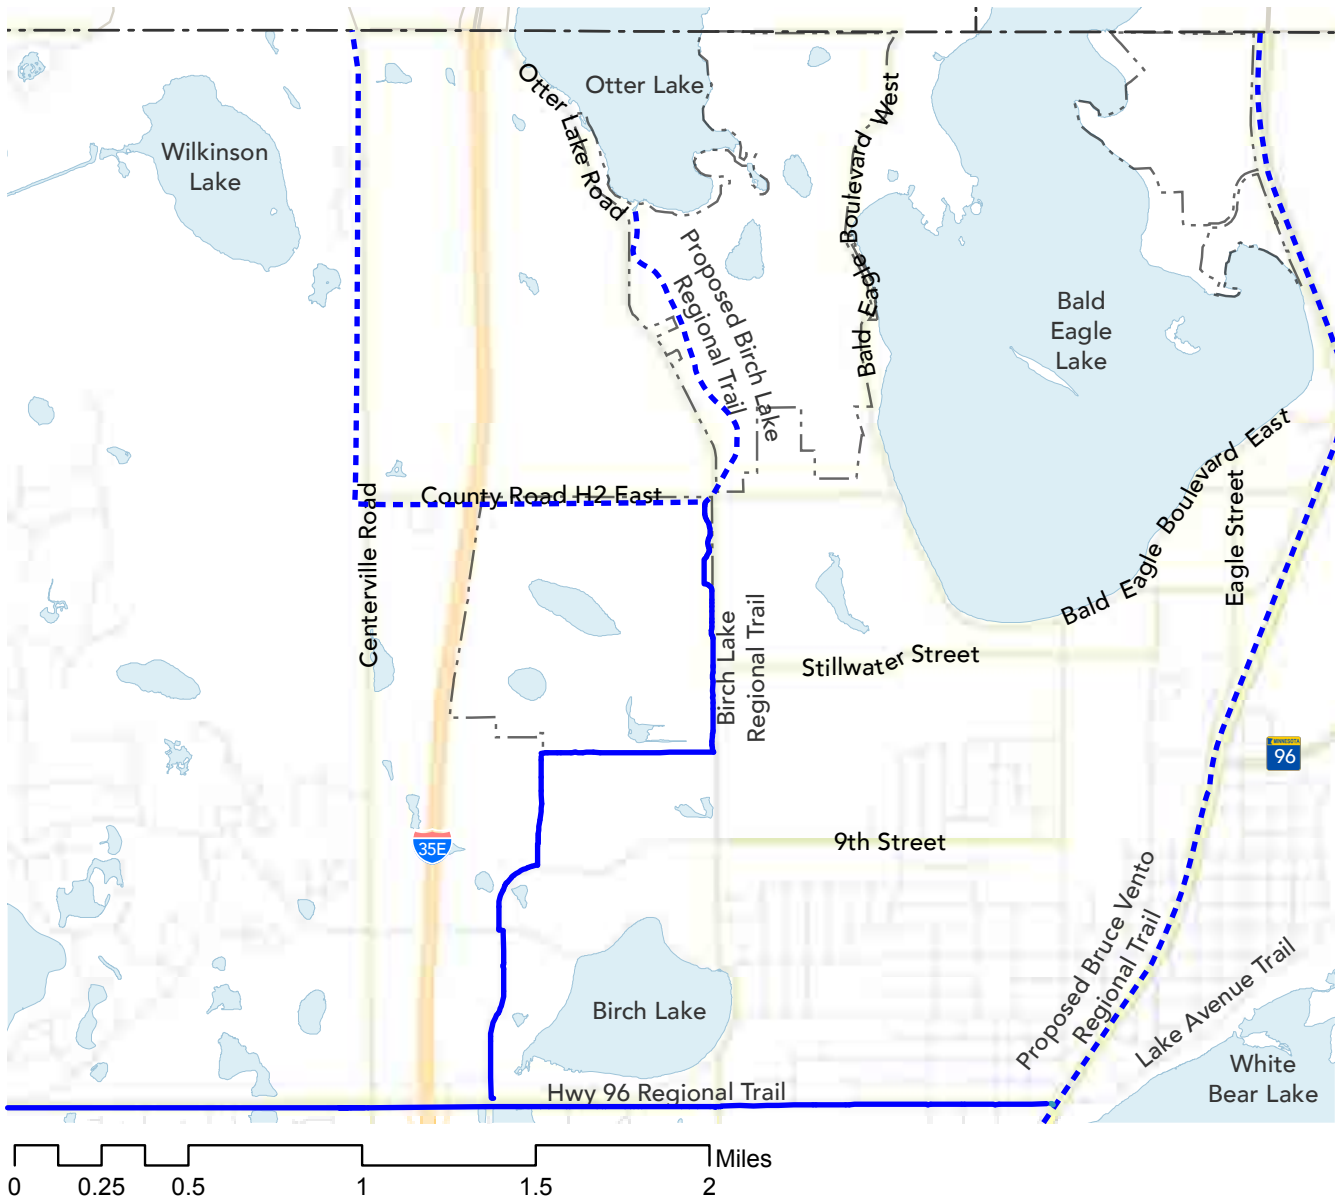 Otter Lake
Wilkinson
Lake
Otter Lake Road
Bald Eagle Boulevard West
Proposed Birch Lake
Regional Trail
Bald
Eagle
Lake
County Road H2 East
Centerville Road
Bald Eagle Boulevard East
Eagle Street
Birch Lake
Regional Trail
Stillwater Street
MINNESOTA
96
35E
9th Street
Proposed Bruce Vento
Regional Trail
Lake Avenue Trail
Birch Lake
White
Bear Lake
Hwy 96 Regional Trail
Miles
0 0.25 0.5 1 1.5 2